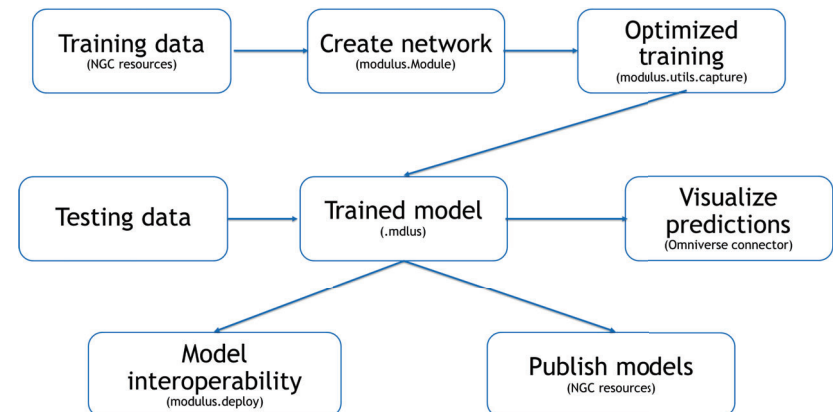 Training data
(NGC resources)
Create network
(modulus.Module)
Optimized
training
(modulus.utils.capture)
Testing data
Trained model
(.mdlus)
Visualize
predictions
(Omniverse connector)
Model
interoperability
(modulus.deploy)
Publish models
(NGC resources)